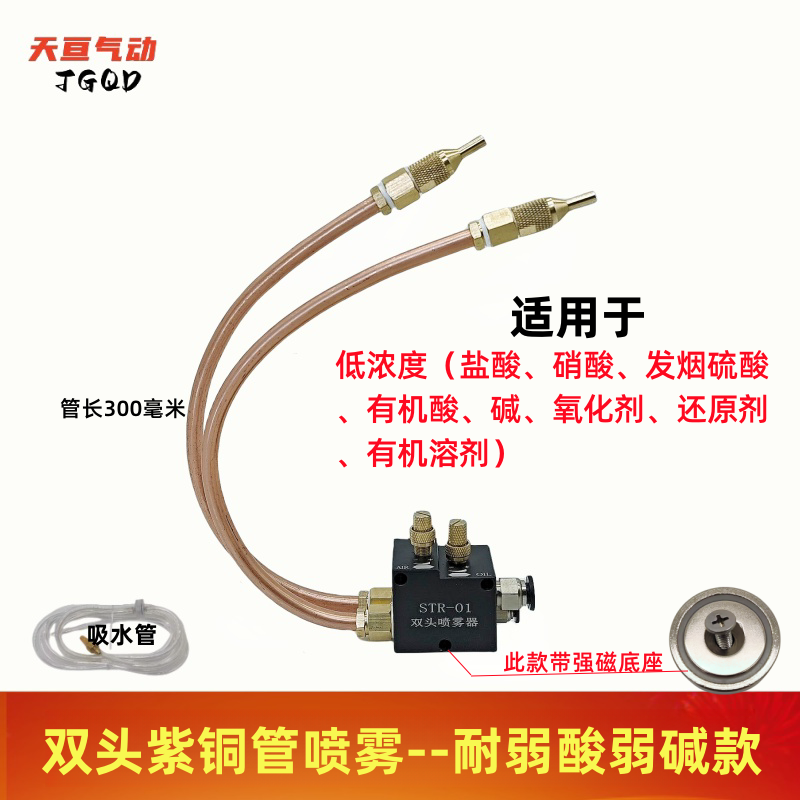 天亘气动
JGQD
适用于
低浓度（盐酸、硝酸、发烟硫酸
、有机酸、碱、氧化剂、还原剂
、有机溶剂）
管长300毫米
AIR
OIL
STR-01
双头喷雾器
吸水管
此款带强磁底座
双头紫铜管喷雾--耐弱酸弱碱款